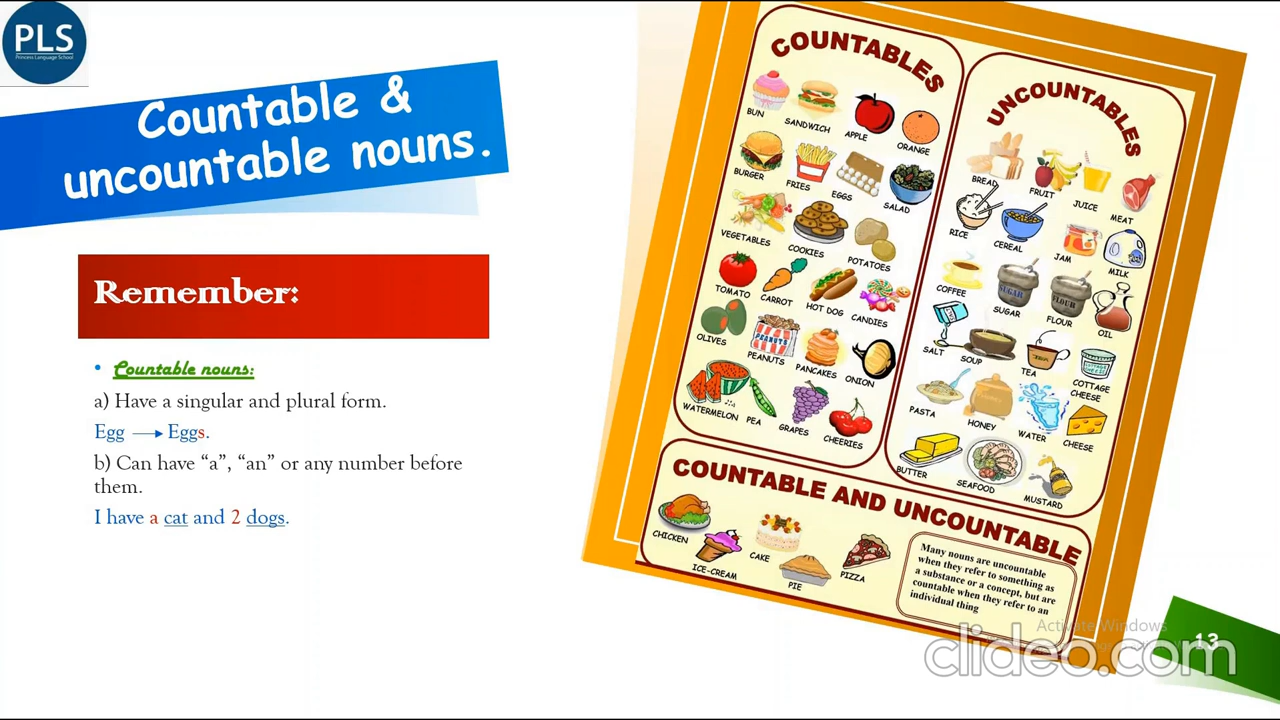 PLS
Princess Language School
Countable &
uncountable nouns.
Remember:
• Countable nouns:
a) Have a singular and plural form.
Egg → Eggs.
b) Can have “a”, “an” or any number before
them.
I have a cat and 2 dogs.
COUNTABLES
BUN SANDWICH APPLE ORANGE
BURGER FRIES EGGS SALAD
VEGETABLES COOKIES POTATOES
TOMATO CARROT HOT DOG CANDIES
OLIVES PEANUTS PANCAKES ONION
PEANUTS
WATERMELON PEA GRAPES CHEERIES
UNCOUNTABLES
BREAD FRUIT JUICE MEAT
RICE CEREAL JAM MILK
COFFEE SUGAR FLOUR OIL
SUGAR FLOUR
SALT SOUP TEA COTTAGE CHEESE
PASTA HONEY WATER CHEESE
BUTTER SEAFOOD MUSTARD
COUNTABLE AND UNCOUNTABLE
CHICKEN ICE-CREAM CAKE PIE PIZZA
Many nouns are uncountable
when they refer to something as
a substance or a concept, but are
countable when they refer to an
individual thing
Activate Windows
clideo.com
13